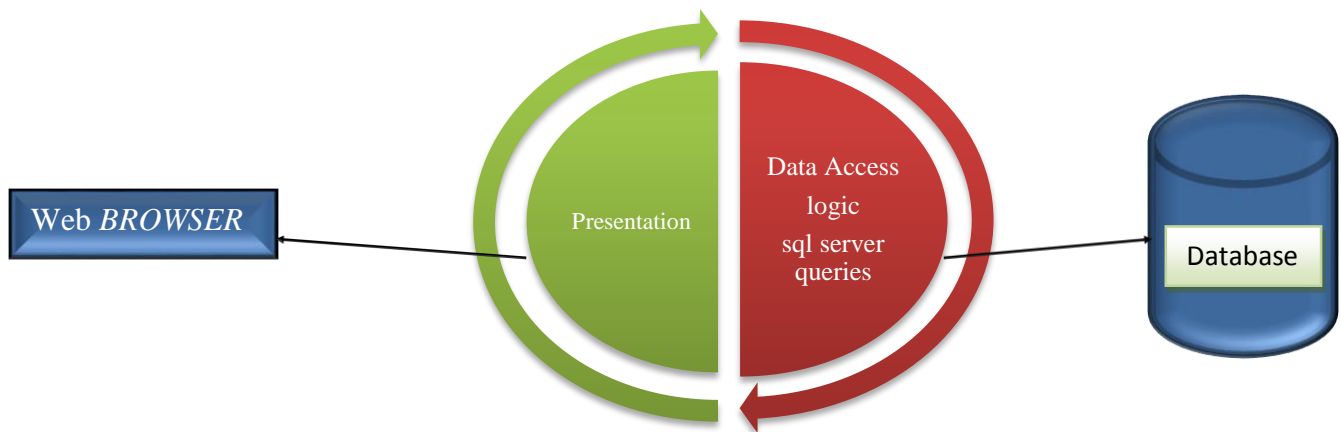 Web BROWSER
Presentation
Data Access
logic
sql server
queries
Database